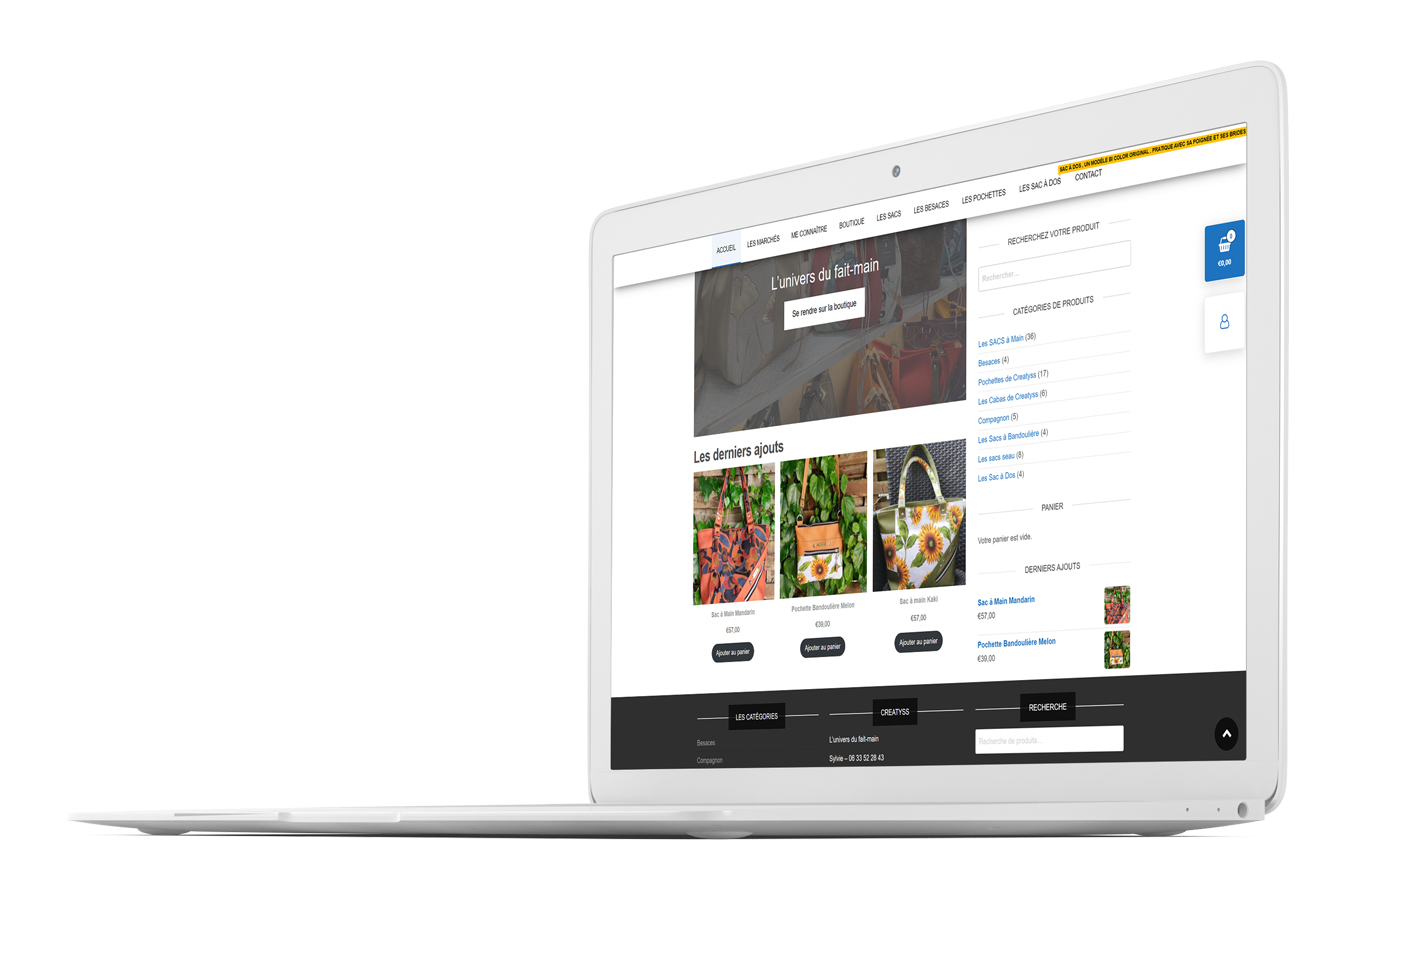 SAC À DOS , UN MODÈLE BI COLOR ORIGINAL . PRATIQUE AVEC SA POIGNÉE ET SES BRIDES
ACCUEIL
LES MARCHÉS
ME CONNAÎTRE
BOUTIQUE
LES SACS
LES BESACES
LES POCHETTES
LES SAC À DOS
CONTACT
L'univers du fait-main
Se rendre sur la boutique
Les derniers ajouts
Sac à Main Mandarin
€57,00
Ajouter au panier
Pochette Bandoulière Melon
€39,00
Ajouter au panier
Sac à main Kaki
€57,00
Ajouter au panier
RECHERCHEZ VOTRE PRODUIT
Rechercher…
CATÉGORIES DE PRODUITS
Les SACS à Main (36)
Besaces (4)
Pochettes de Creatyss (17)
Les Cabas de Creatyss (6)
Compagnon (5)
Les Sacs à Bandoulière (4)
Les sacs seau (8)
Les Sac à Dos (4)
PANIER
Votre panier est vide.
DERNIERS AJOUTS
Sac à Main Mandarin
€57,00
Pochette Bandoulière Melon
€39,00
0
€0,00
LES CATÉGORIES
Besaces
Compagnon
CREATYSS
L'univers du fait-main
Sylvie – 06 33 52 28 43
RECHERCHE
Recherche de produits…